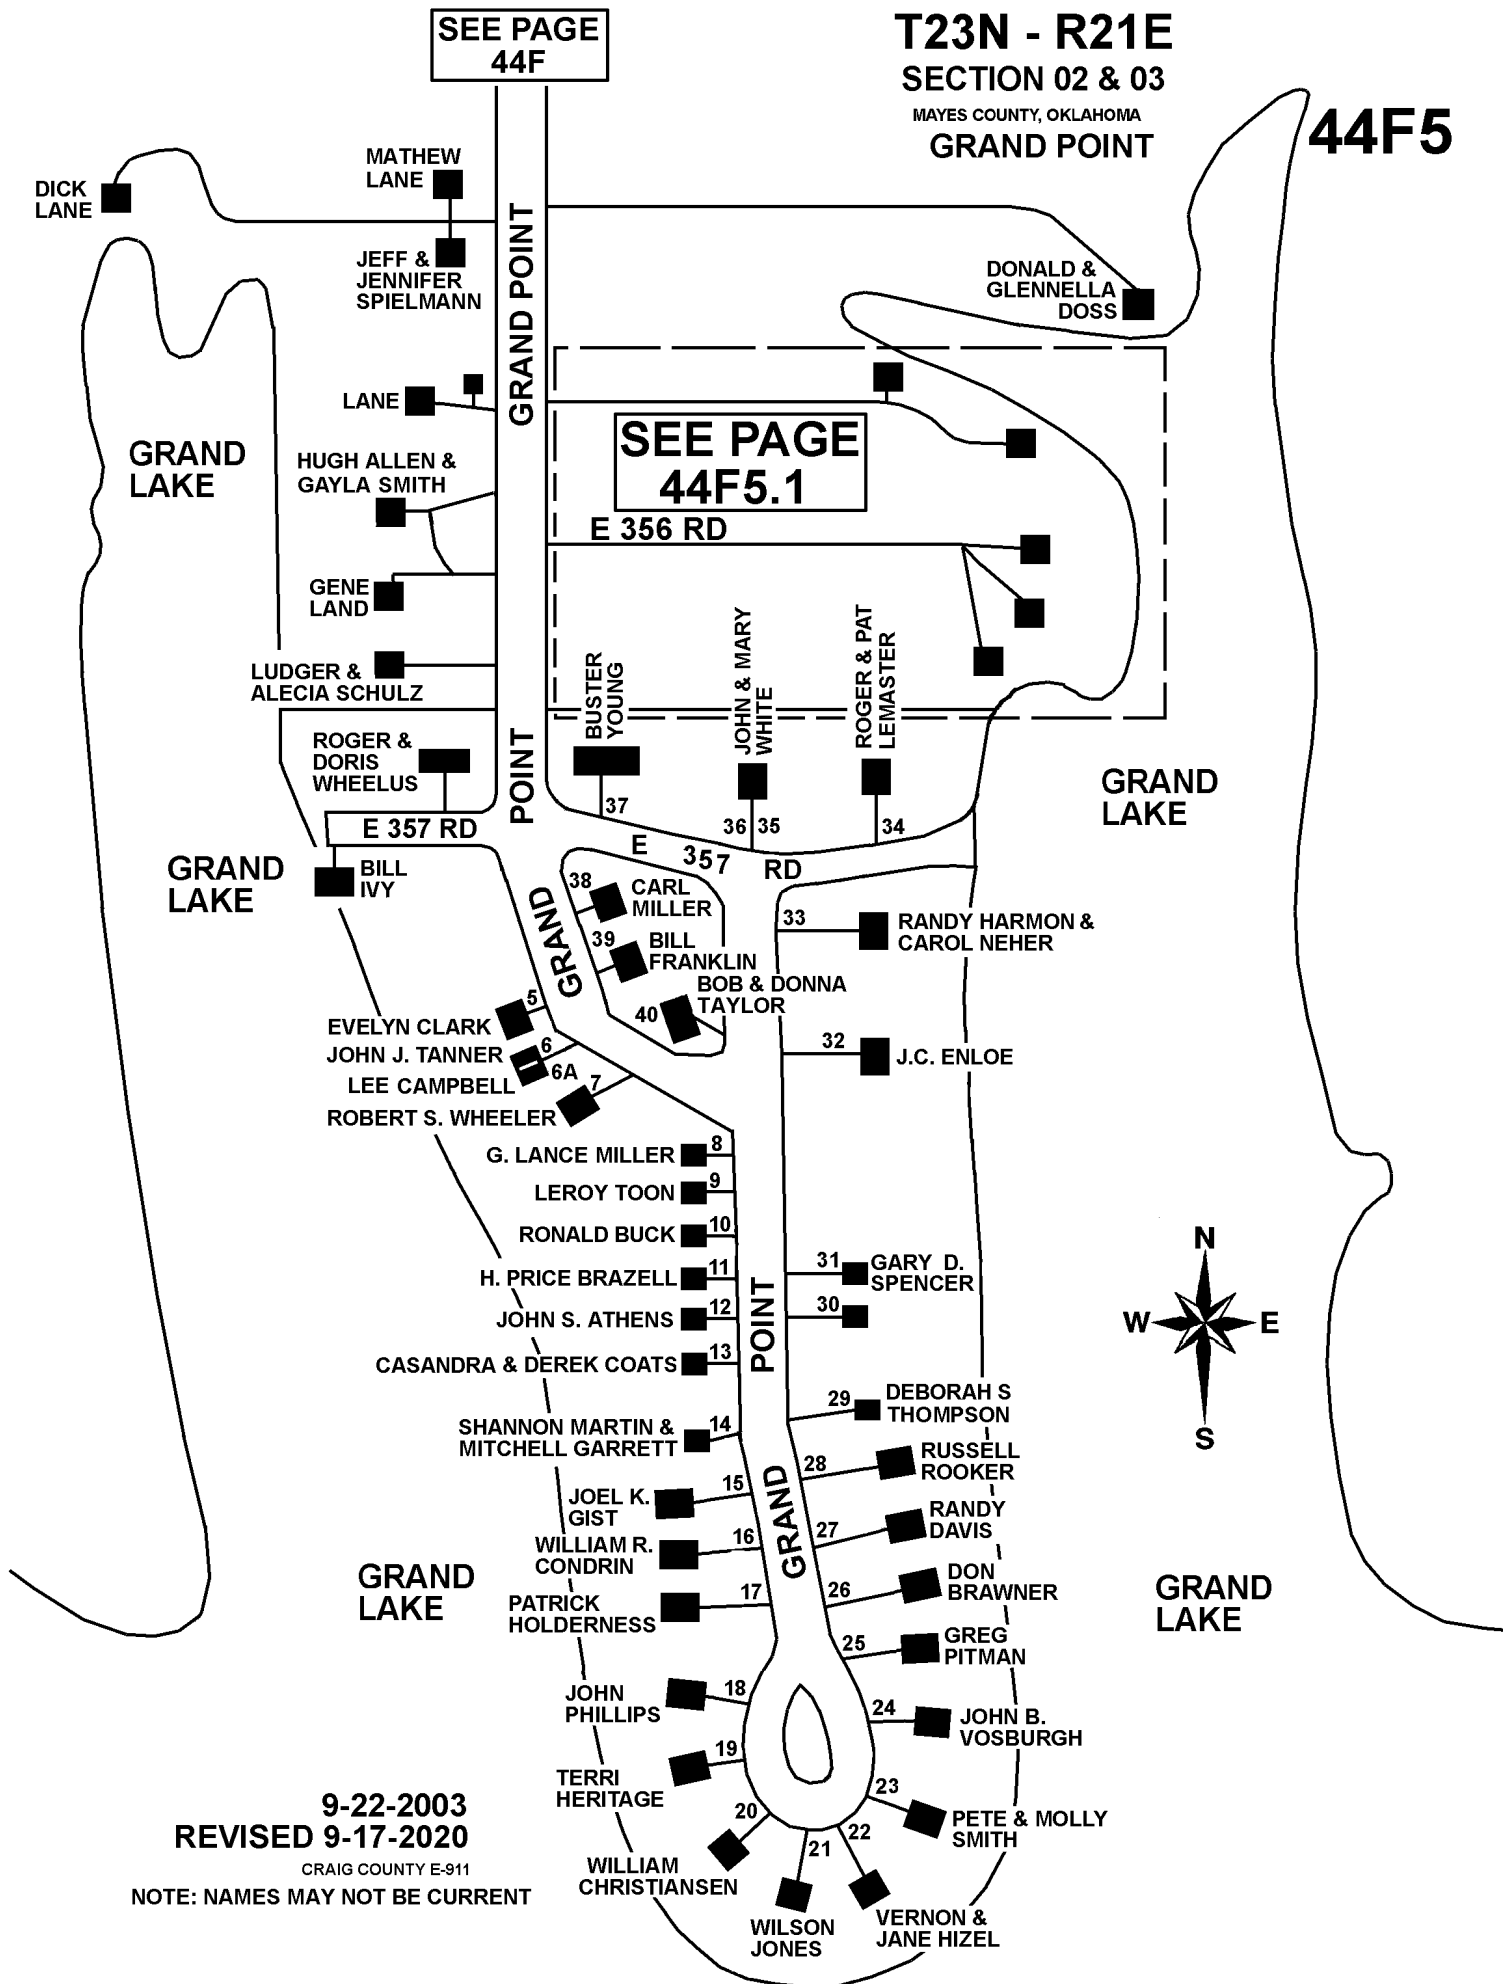 SEE PAGE
44F
T23N - R21E
SECTION 02 & 03
MAYES COUNTY, OKLAHOMA
GRAND POINT
44F5
DICK
LANE
MATHEW
LANE
JEFF &
JENNIFER
SPIELMANN
GRAND POINT
DONALD &
GLENNELLA
DOSS
LANE
SEE PAGE
44F5.1
GRAND
LAKE
HUGH ALLEN &
GAYLA SMITH
E 356 RD
GENE
LAND
LUDGER &
ALECIA SCHULZ
BUSTER
YOUNG
JOHN & MARY
WHITE
ROGER & PAT
LEMASTER
ROGER &
DORIS
WHEELUS
POINT
GRAND
LAKE
37
36
35
34
E 357 RD
E 357 RD
GRAND
LAKE
BILL
IVY
GRAND
38
CARL
MILLER
39
BILL
FRANKLIN
40
BOB & DONNA
TAYLOR
33
RANDY HARMON &
CAROL NEHER
5
EVELYN CLARK
6
JOHN J. TANNER
6A
LEE CAMPBELL
7
ROBERT S. WHEELER
32
J.C. ENLOE
8
G. LANCE MILLER
9
LEROY TOON
10
RONALD BUCK
11
H. PRICE BRAZELL
12
JOHN S. ATHENS
13
CASANDRA & DEREK COATS
POINT
31
GARY D.
SPENCER
30
N
W
E
S
14
SHANNON MARTIN &
MITCHELL GARRETT
29
DEBORAH S
THOMPSON
28
RUSSELL
ROOKER
15
JOEL K.
GIST
GRAND
27
RANDY
DAVIS
16
WILLIAM R.
CONDRIN
26
DON
BRAWNER
17
PATRICK
HOLDERNESS
GRAND
LAKE
GRAND
LAKE
25
GREG
PITMAN
18
JOHN
PHILLIPS
24
JOHN B.
VOSBURGH
19
TERRI
HERITAGE
23
PETE & MOLLY
SMITH
20
WILLIAM
CHRISTIANSEN
21
WILSON
JONES
22
VERNON &
JANE HIZEL
9-22-2003
REVISED 9-17-2020
CRAIG COUNTY E-911
NOTE: NAMES MAY NOT BE CURRENT